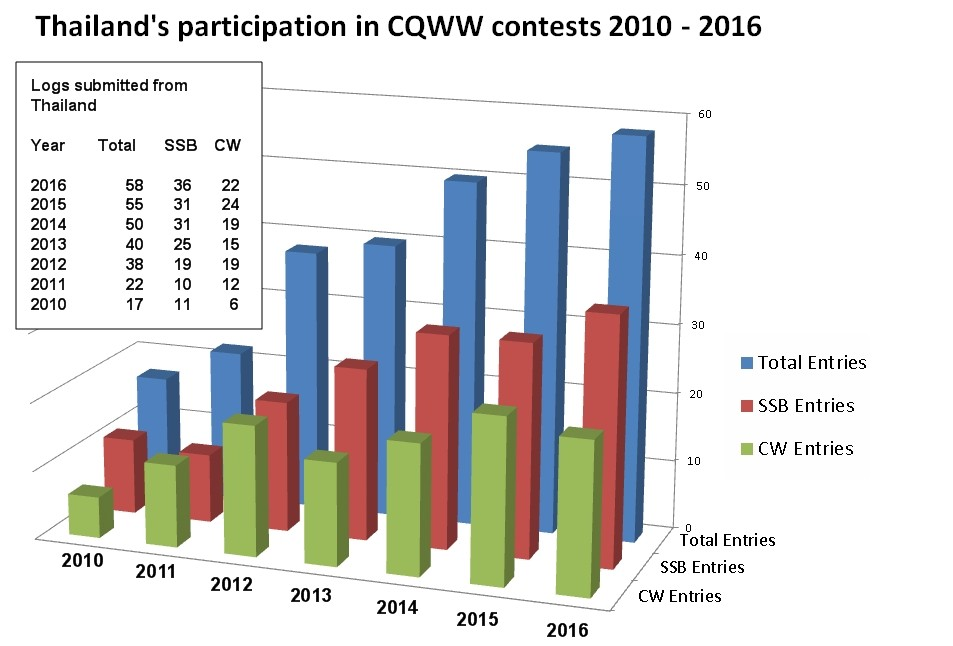 Thailand's participation in CQWW contests 2010 - 2016
Logs submitted from
Thailand
Year Total SSB CW
2016 58 36 22
2015 55 31 24
2014 50 31 19
2013 40 25 15
2012 38 19 19
2011 22 10 12
2010 17 11 6
60
50
40
30
20
10
0
Total Entries
SSB Entries
CW Entries
2010
2011
2012
2013
2014
2015
2016
Total Entries
SSB Entries
CW Entries